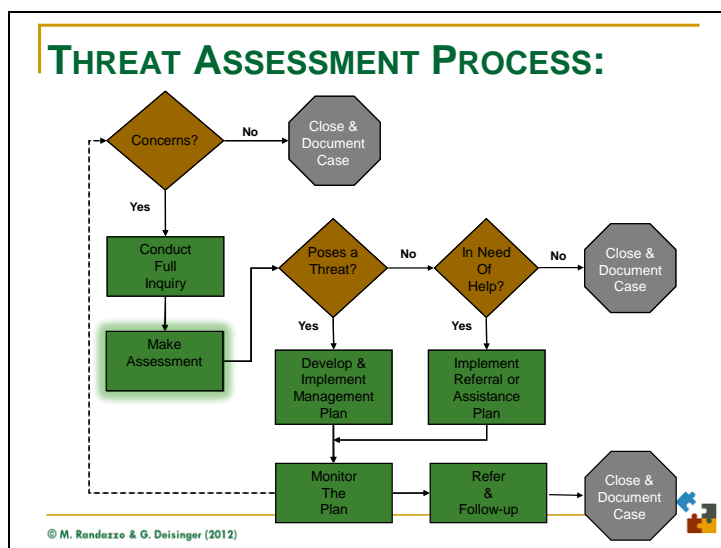 THREAT ASSESSMENT PROCESS:
Concerns?
No
Close &
Document
Case
Yes
Conduct
Full
Inquiry
Make
Assessment
Poses a
Threat?
No
In Need
Of
Help?
No
Close &
Document
Case
Yes
Yes
Develop &
Implement
Management
Plan
Implement
Referral or
Assistance
Plan
Monitor
The
Plan
Refer
&
Follow-up
Close &
Document
Case
© M. Randazzo & G. Deisinger (2012)